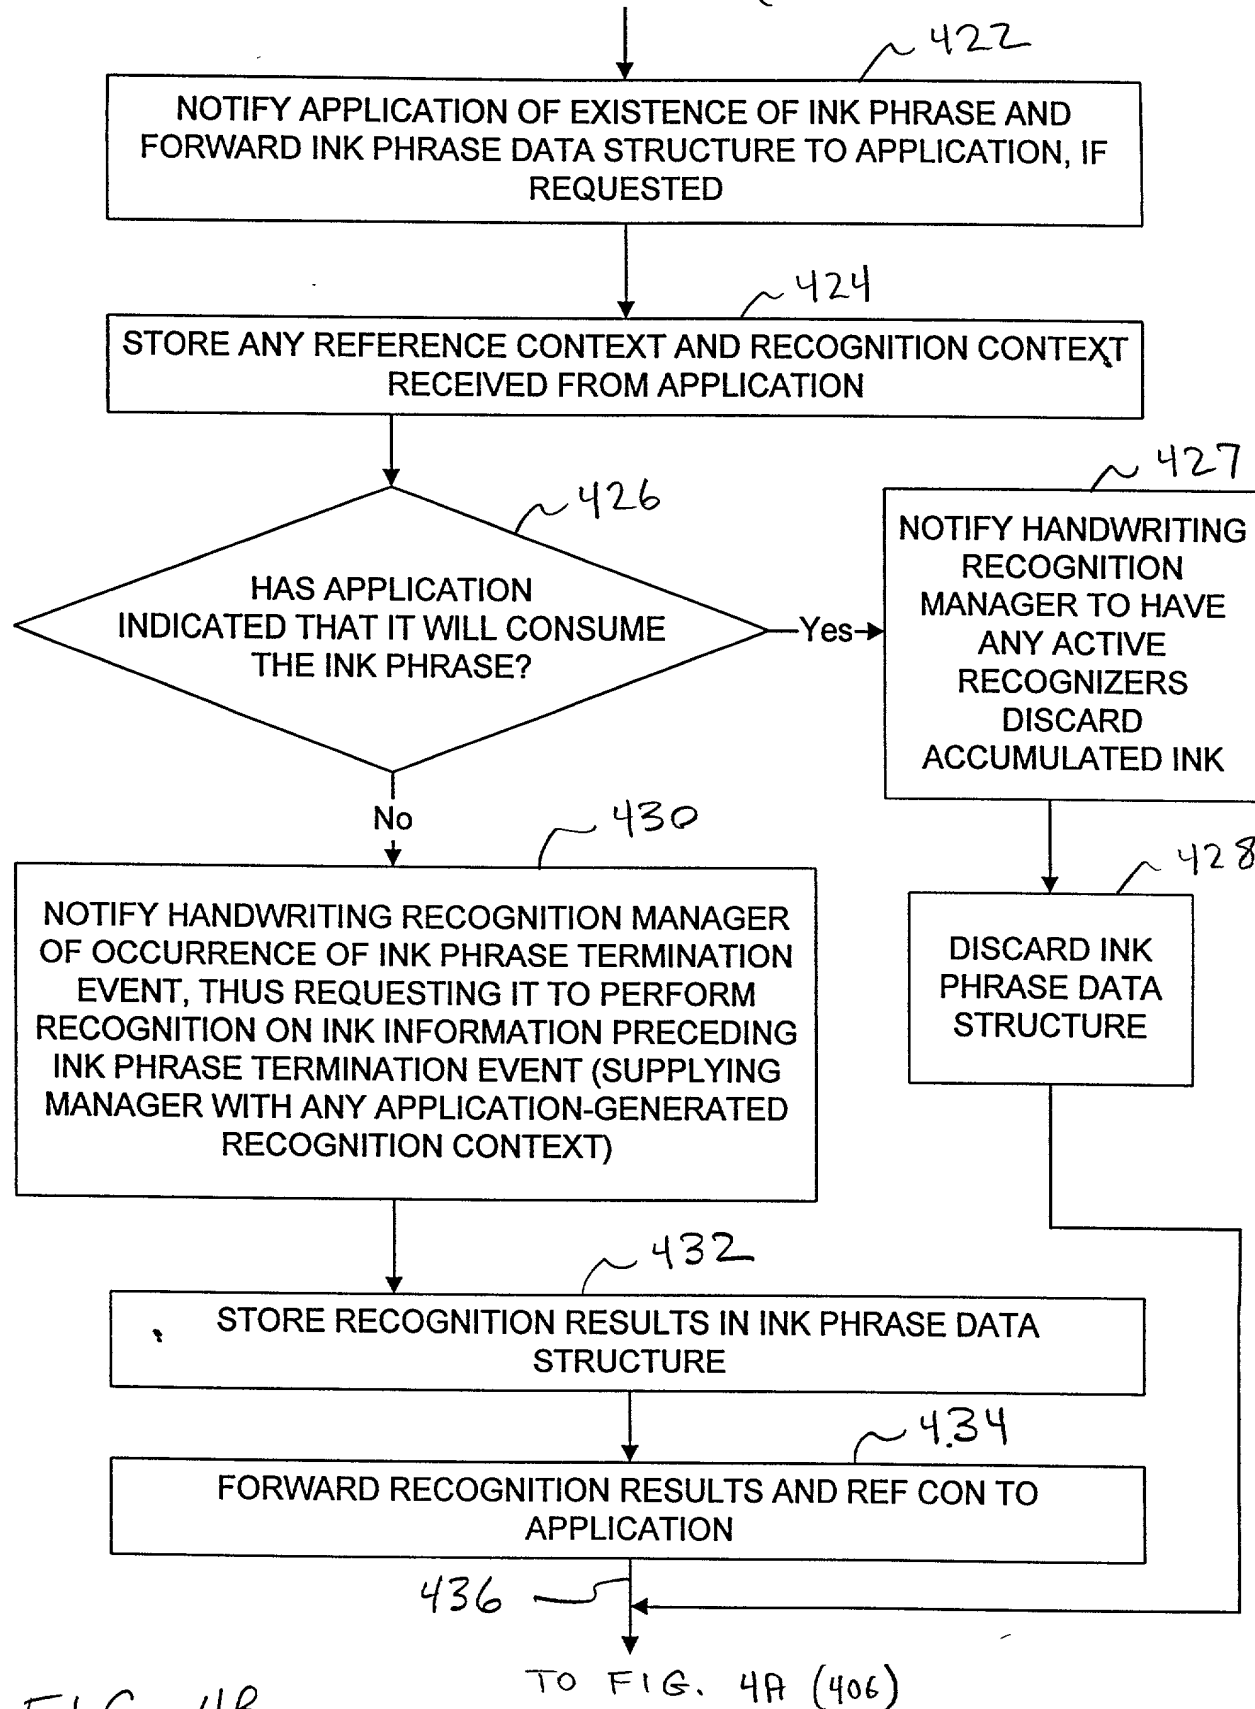 422
NOTIFY APPLICATION OF EXISTENCE OF INK PHRASE AND
FORWARD INK PHRASE DATA STRUCTURE TO APPLICATION, IF
REQUESTED
424
STORE ANY REFERENCE CONTEXT AND RECOGNITION CONTEXT
RECEIVED FROM APPLICATION
426
HAS APPLICATION
INDICATED THAT IT WILL CONSUME
THE INK PHRASE?
Yes
427
NOTIFY HANDWRITING
RECOGNITION
MANAGER TO HAVE
ANY ACTIVE
RECOGNIZERS
DISCARD
ACCUMULATED INK
No
428
DISCARD INK
PHRASE DATA
STRUCTURE
430
NOTIFY HANDWRITING RECOGNITION MANAGER
OF OCCURRENCE OF INK PHRASE TERMINATION
EVENT, THUS REQUESTING IT TO PERFORM
RECOGNITION ON INK INFORMATION PRECEDING
INK PHRASE TERMINATION EVENT (SUPPLYING
MANAGER WITH ANY APPLICATION-GENERATED
RECOGNITION CONTEXT)
432
STORE RECOGNITION RESULTS IN INK PHRASE DATA
STRUCTURE
434
FORWARD RECOGNITION RESULTS AND REF CON TO
APPLICATION
436
TO FIG. 4A (406)